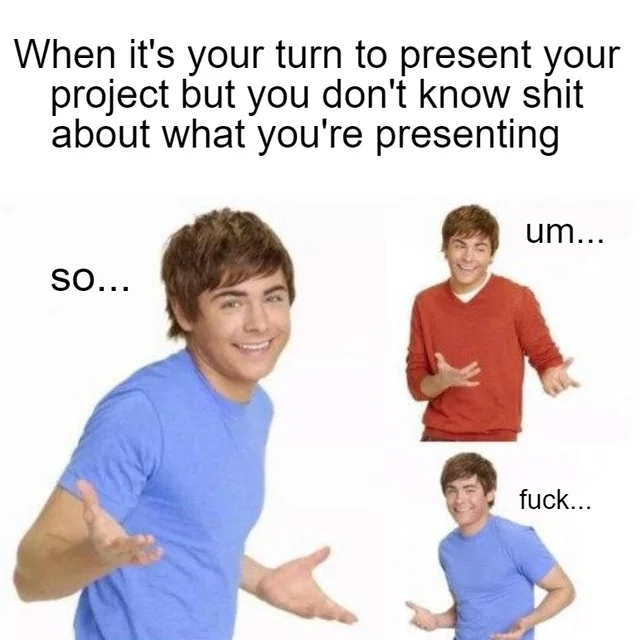 When it's your turn to present your
project but you don't know shit
about what you're presenting
so...
um...
fuck...